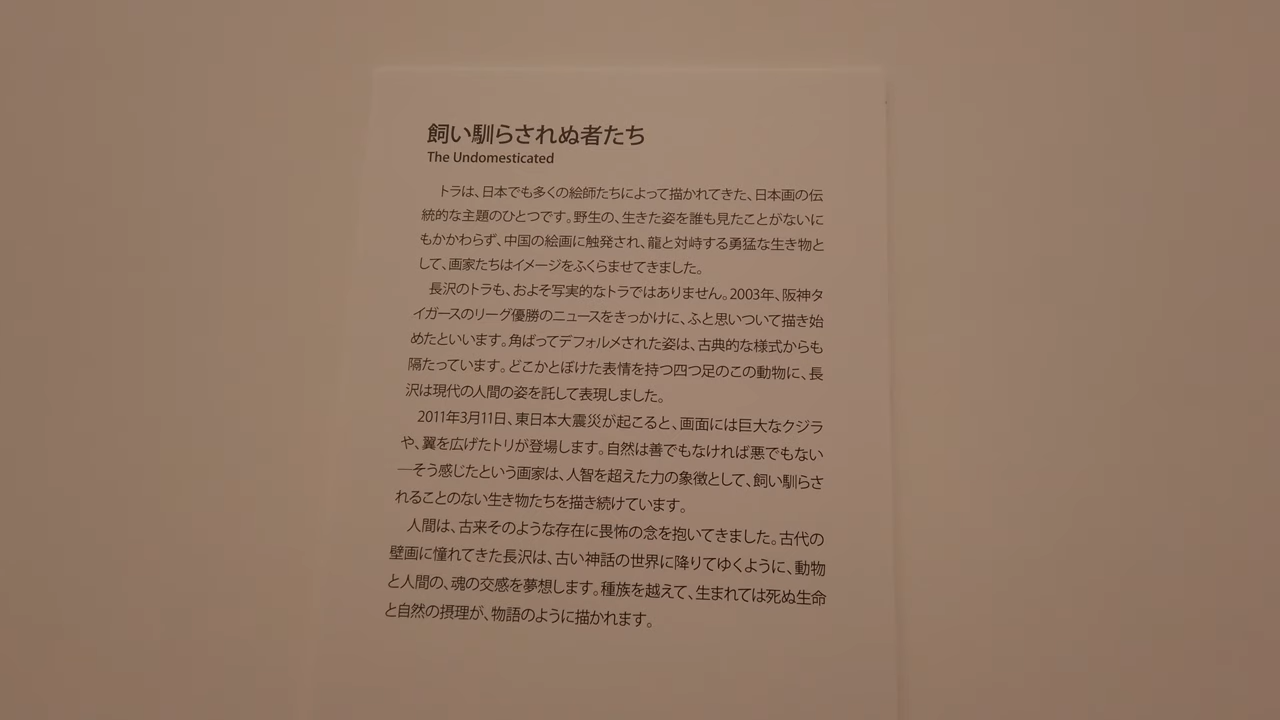 飼い馴らされぬ者たち
The Undomesticated
トラは、日本でも多くの絵師たちによって描かれてきた、日本画の伝
統的な主題のひとつです。野生の、生きた姿を誰も見たことがないに
もかかわらず、中国の絵画に触発され、龍と対峙する勇猛な生き物と
して、画家たちはイメージをふくらませてきました。
長沢のトラも、およそ写実的なトラではありません。2003年、阪神タ
イガースのリーグ優勝のニュースをきっかけに、ふと思いついて描き始
めたといいます。角ばってデフォルメされた姿は、古典的な様式からも
隔たっています。どこかとぼけた表情を持つ四つ足のこの動物に、長
沢は現代の人間の姿を託して表現しました。
2011年3月11日、東日本大震災が起こると、画面には巨大なクジラ
や、翼を広げたトリが登場します。自然は善でもなければ悪でもない
―そう感じたという画家は、人智を超えた力の象徴として、飼い馴らさ
れることのない生き物たちを描き続けています。
人間は、古来そのような存在に畏怖の念を抱いてきました。古代の
壁画に憧れてきた長沢は、古い神話の世界に降りてゆくように、動物
と人間の、魂の交感を夢想します。種族を越えて、生まれては死ぬ生命
と自然の摂理が、物語のように描かれます。